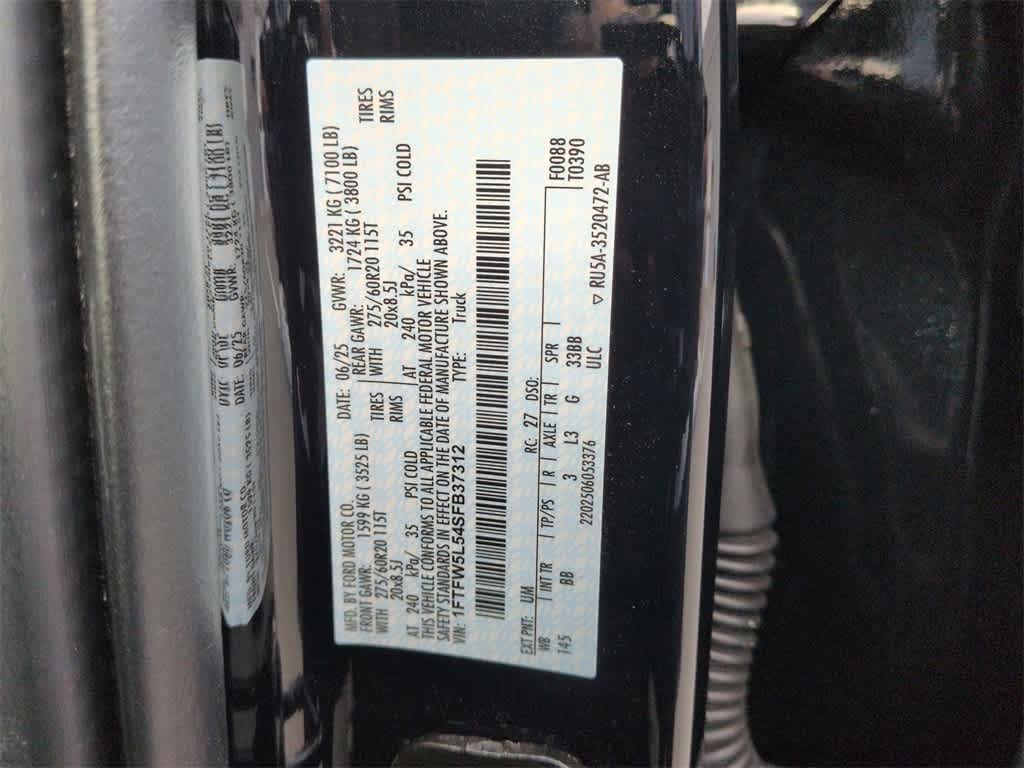 MFD. BY FORD MOTOR CO.
DATE: 06/25 GVWR: 3221 KG ( 7100 LB)
FRONT GAWR: 1599 KG ( 3525 LB) REAR GAWR: 1724 KG ( 3800 LB)
WITH 275/60R20 115T TIRES WITH 275/60R20 115T TIRES
20x8.5J RIMS 20x8.5J RIMS
AT 240 kPa/ 35 PSI COLD AT 240 kPa/ 35 PSI COLD
THIS VEHICLE CONFORMS TO ALL APPLICABLE FEDERAL MOTOR VEHICLE
SAFETY STANDARDS IN EFFECT ON THE DATE OF MANUFACTURE SHOWN ABOVE.
VIN: 1FTFW5L54SFB37312 TYPE: Truck
EXT PNT: UM RC: 27 DSO: F0088
WB | INT TR | TP/PS | R | AXLE | TR | SPR | T0390
145 BB 3 L3 G 33BB
ULC
220250605337​6 ▽ RU5A-3520472-AB